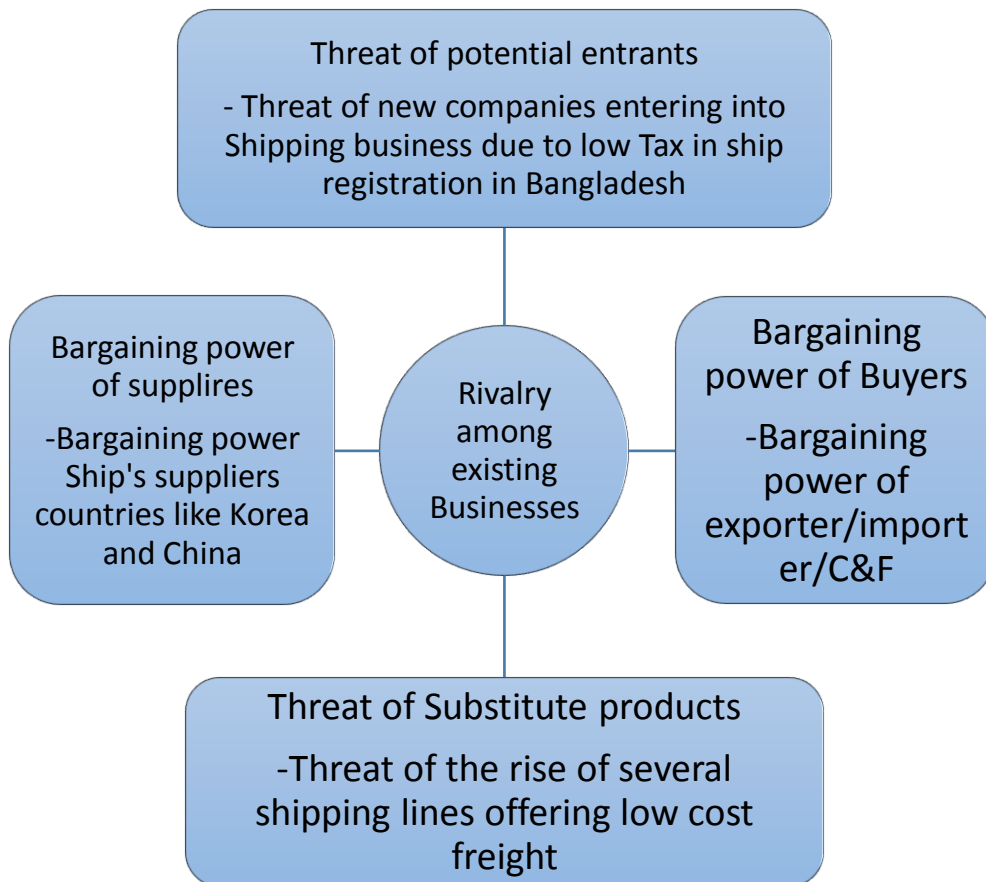 Threat of potential entrants
- Threat of new companies entering into
Shipping business due to low Tax in ship
registration in Bangladesh
Bargaining power
of supplires
-Bargaining power
Ship's suppliers
countries like Korea
and China
Rivalry
among
existing
Businesses
Bargaining
power of Buyers
-Bargaining
power of
exporter/import
er/C&F
Threat of Substitute products
-Threat of the rise of several
shipping lines offering low cost
freight